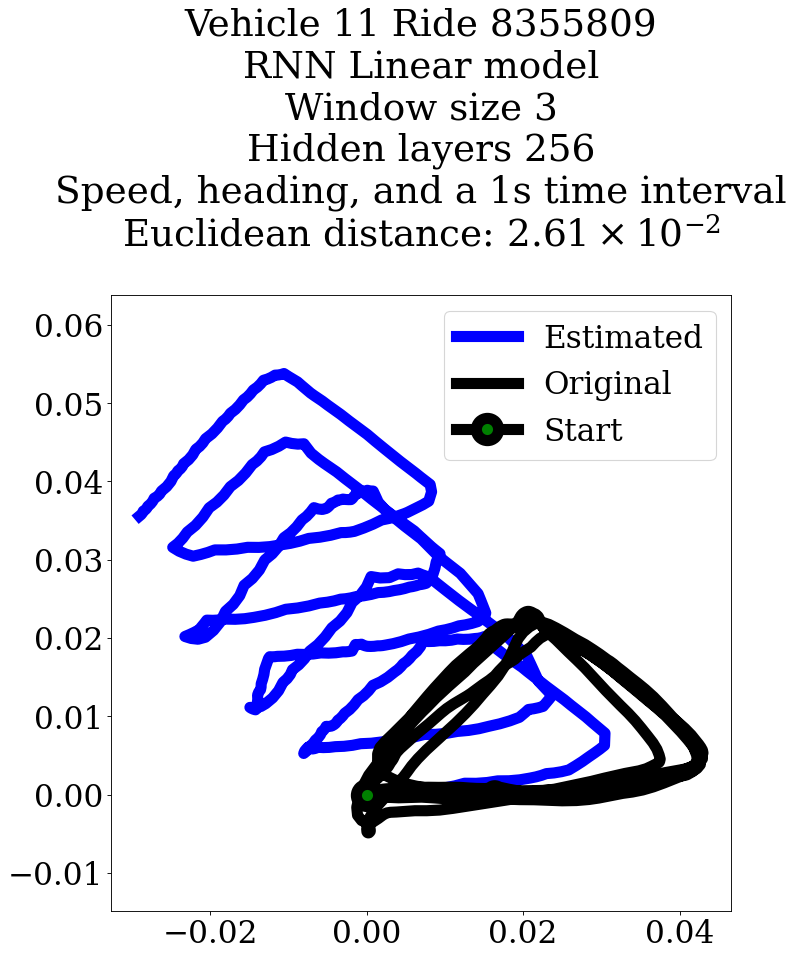 Vehicle 11 Ride 8355809
RNN Linear model
Window size 3
Hidden layers 256
Speed, heading, and a 1s time interval
Euclidean distance: 2.61 × 10⁻²
Estimated
Original
Start
0.06
0.05
0.04
0.03
0.02
0.01
0.00
−0.01
−0.02 0.00 0.02 0.04